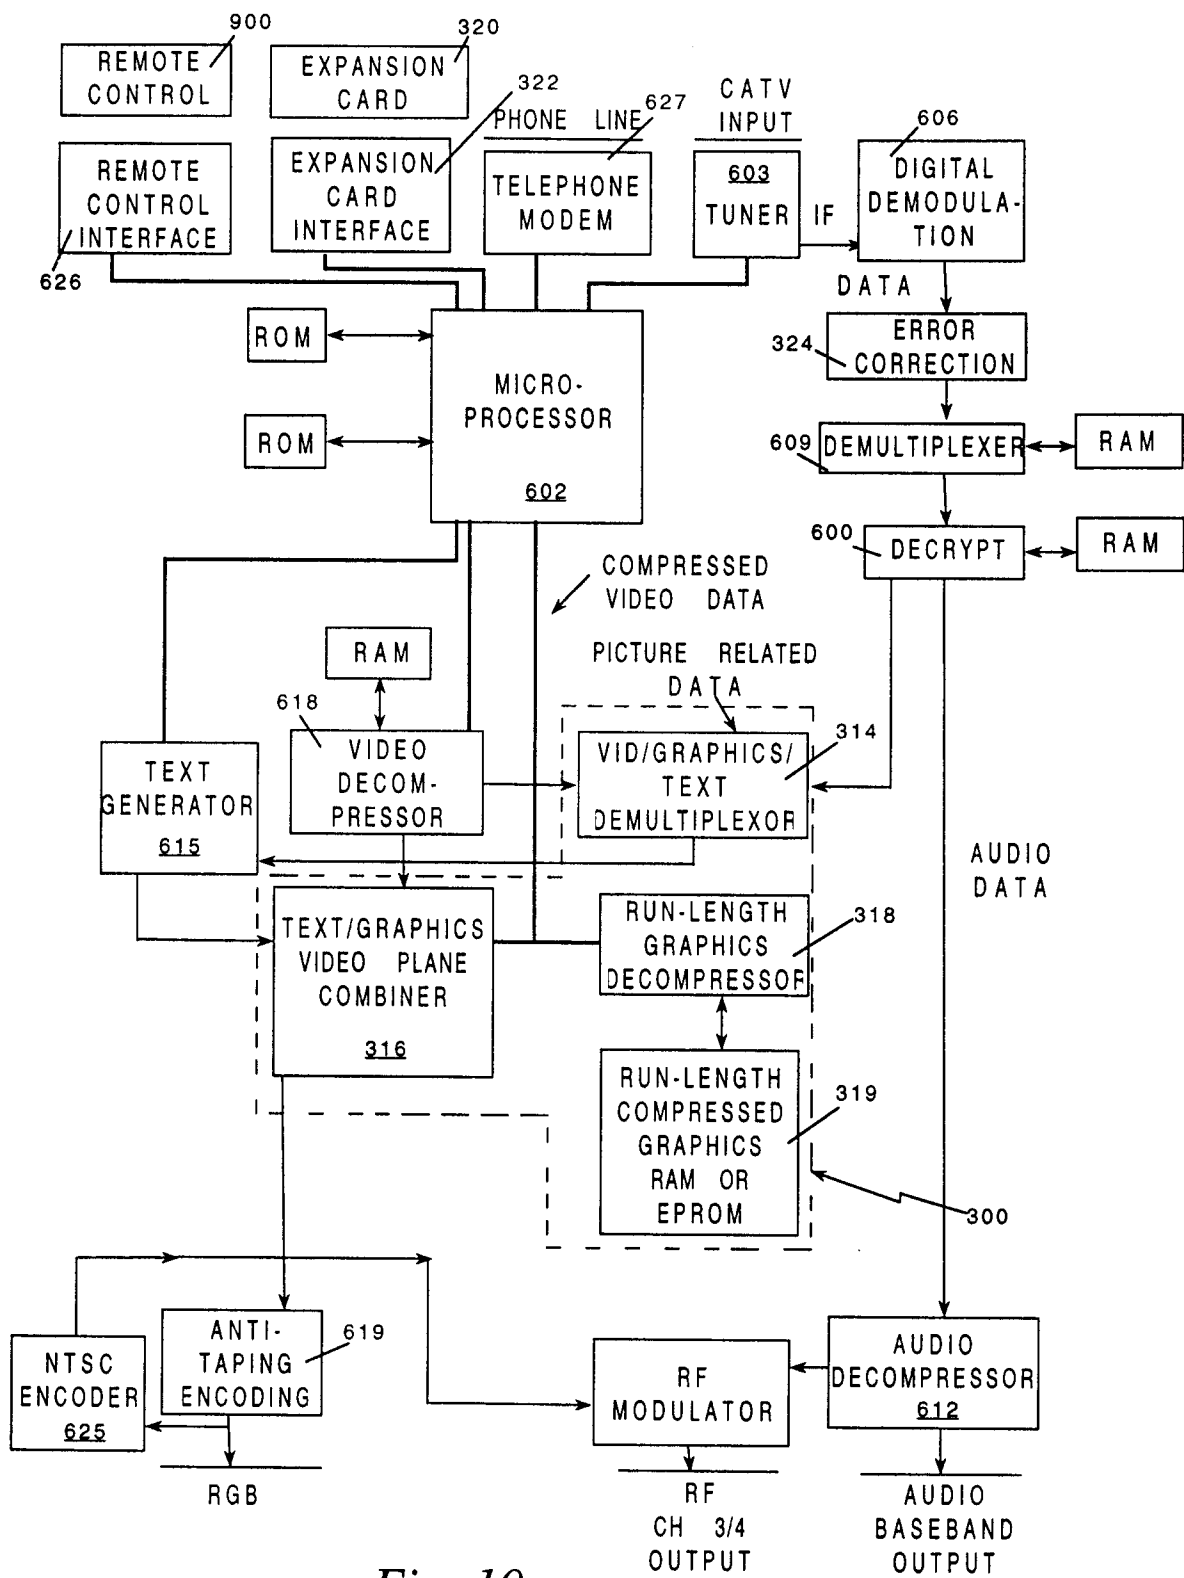 900
REMOTE
CONTROL
320
EXPANSION
CARD
322
PHONE LINE
627
CATV
INPUT
606
REMOTE
CONTROL
INTERFACE
626
EXPANSION
CARD
INTERFACE
TELEPHONE
MODEM
603
TUNER
IF
DIGITAL
DEMODULA-
TION
DATA
ROM
ROM
MICRO-
PROCESSOR
602
324
ERROR
CORRECTION
609
DEMULTIPLEXER
RAM
600
DECRYPT
RAM
COMPRESSED
VIDEO DATA
PICTURE RELATED
DATA
RAM
618
VIDEO
DECOM-
PRESSOR
314
VID/GRAPHICS/
TEXT
DEMULTIPLEXOR
TEXT
GENERATOR
615
AUDIO
DATA
TEXT/GRAPHICS
VIDEO PLANE
COMBINER
316
RUN-LENGTH
GRAPHICS
DECOMPRESSOR
318
RUN-LENGTH
COMPRESSED
GRAPHICS
RAM OR
EPROM
319
300
ANTI-
TAPING
ENCODING
619
NTSC
ENCODER
625
RF
MODULATOR
AUDIO
DECOMPRESSOR
612
RGB
RF
CH 3/4
OUTPUT
AUDIO
BASEBAND
OUTPUT